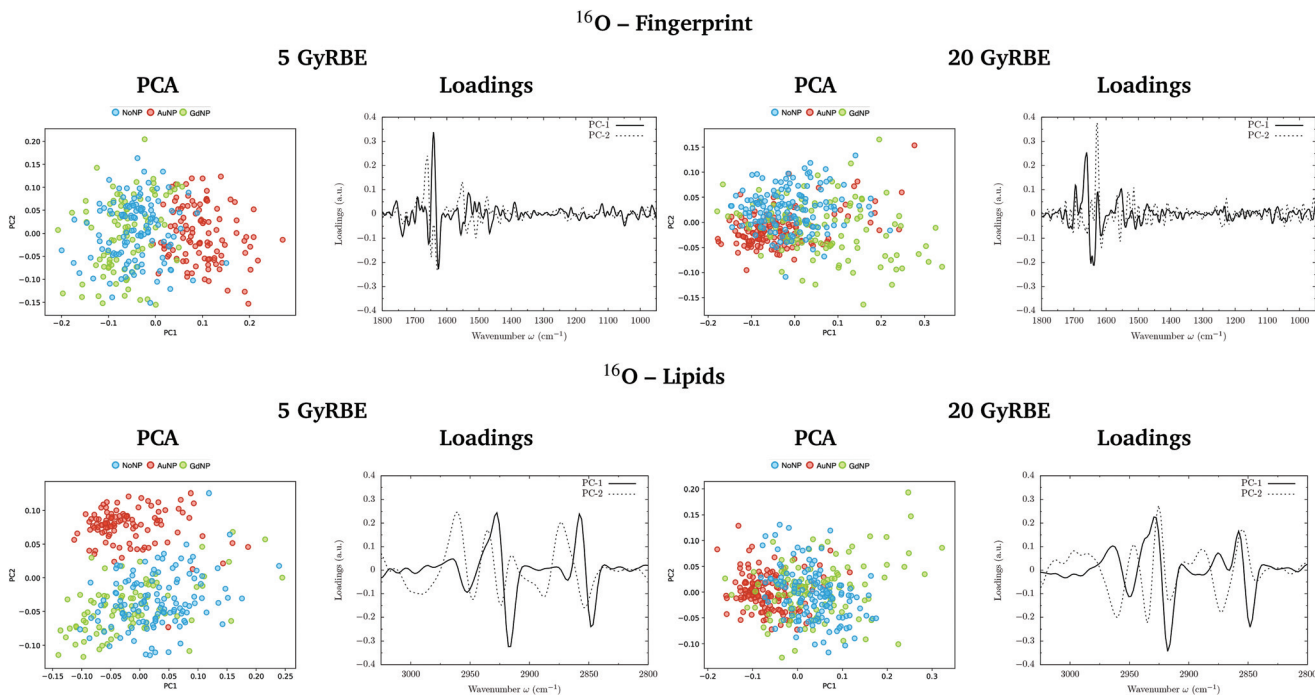 16O – Fingerprint
5 GyRBE
20 GyRBE
PCA
Loadings
PCA
Loadings
NoNP AuNP GdNP
PC2
0.20
0.15
0.10
0.05
0.00
−0.05
−0.10
−0.15
−0.2 −0.1 0.0 0.1 0.2
PC1
PC-1
PC-2
Loadings (a.u.)
0.4
0.3
0.2
0.1
0
−0.1
−0.2
−0.3
−0.4
1800 1700 1600 1500 1400 1300 1200 1100 1000
Wavenumber ω (cm−1)
NoNP AuNP GdNP
PC2
0.15
0.10
0.05
0.00
−0.05
−0.10
−0.15
−0.2 −0.1 0.0 0.1 0.2 0.3
PC1
PC-1
PC-2
Loadings (a.u.)
0.4
0.3
0.2
0.1
0
−0.1
−0.2
−0.3
−0.4
1800 1700 1600 1500 1400 1300 1200 1100 1000
Wavenumber ω (cm−1)
16O – Lipids
5 GyRBE
20 GyRBE
PCA
Loadings
PCA
Loadings
NoNP AuNP GdNP
PC2
0.10
0.05
0.00
−0.05
−0.10
−0.15 −0.10 −0.05 0.00 0.05 0.10 0.15 0.20 0.25
PC1
PC-1
PC-2
Loadings (a.u.)
0.4
0.3
0.2
0.1
0
−0.1
−0.2
−0.3
−0.4
3000 2950 2900 2850 2800
Wavenumber ω (cm−1)
NoNP AuNP GdNP
PC2
0.20
0.15
0.10
0.05
0.00
−0.05
−0.10
−0.2 −0.1 0.0 0.1 0.2 0.3
PC1
PC-1
PC-2
Loadings (a.u.)
0.4
0.3
0.2
0.1
0
−0.1
−0.2
−0.3
−0.4
3000 2950 2900 2850 2800
Wavenumber ω (cm−1)